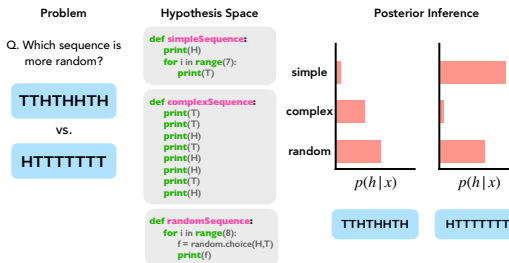 Problem
Q. Which sequence is
more random?
TTHTHHTH
vs.
HTTTTTTT
Hypothesis Space
def simpleSequence:
print(H)
for i in range(7):
print(T)
def complexSequence:
print(T)
print(T)
print(H)
print(T)
print(H)
print(H)
print(T)
print(H)
def randomSequence:
for i in range(8):
f = random.choice(H,T)
print(f)
Posterior Inference
simple
complex
random
p(h|x)
p(h|x)
TTHTHHTH
HTTTTTTT